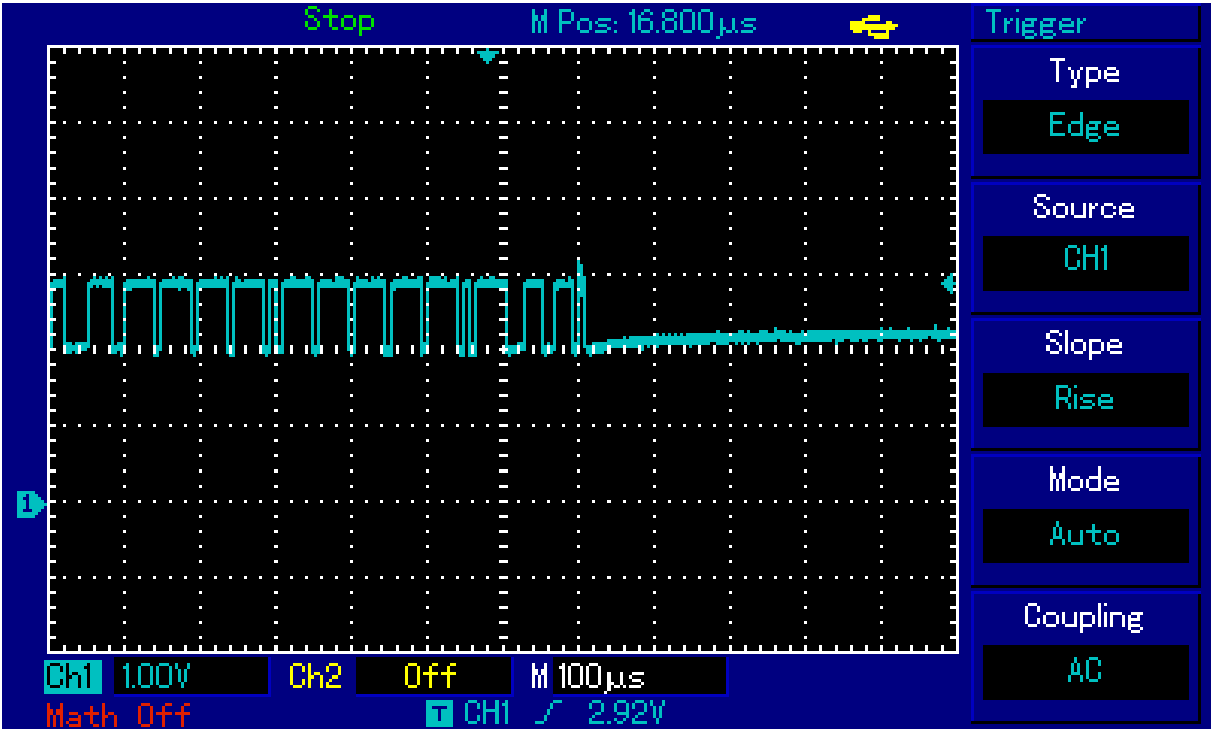 Stop M Pos: 16.800μs Trigger
Type
Edge
Source
CH1
Slope
Rise
Mode
Auto
Coupling
AC
1
Ch1 1.00V Ch2 Off M 100μs
Math Off T CH1 2.92V